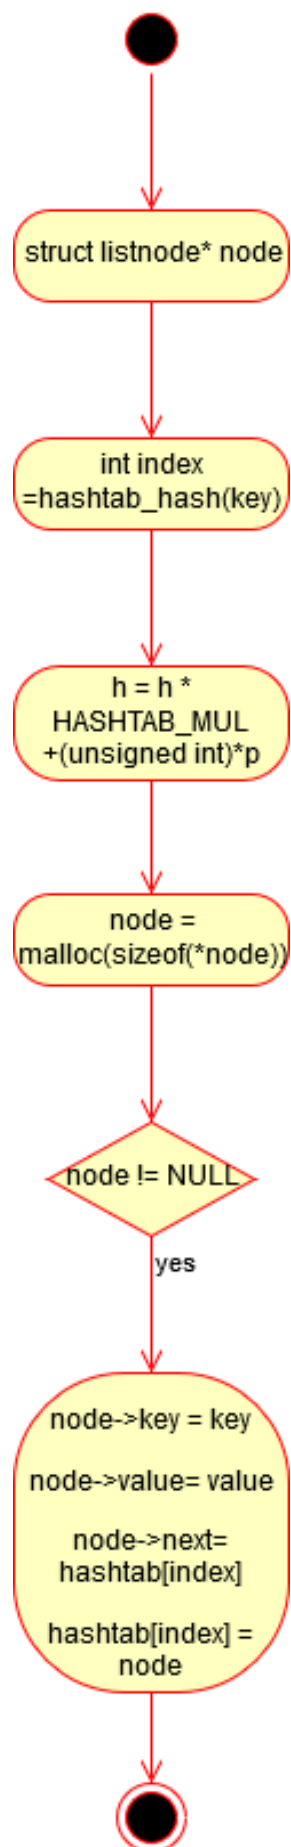 struct listnode* node
int index
=hashtab_hash(key)
h = h *
HASHTAB_MUL
+(unsigned int)*p
node =
malloc(sizeof(*node))
node != NULL
yes
node->key = key
node->value= value
node->next=
hashtab[index]
hashtab[index] =
node